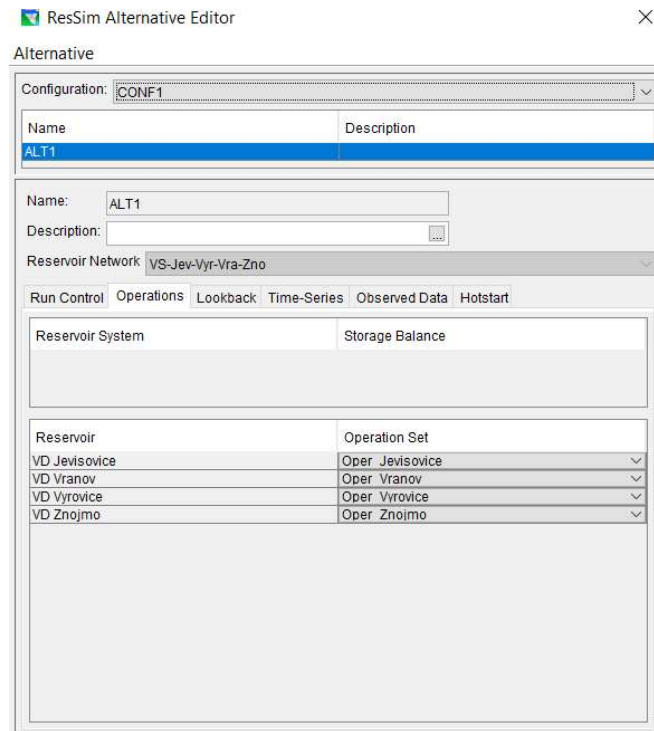 ResSim Alternative Editor
Alternative
Configuration: CONF1
Name Description
ALT1
Name: ALT1
Description: ...
Reservoir Network VS-Jev-Vyr-Vra-Zno
Run Control Operations Lookback Time-Series Observed Data Hotstart
Reservoir System Storage Balance
Reservoir Operation Set
VD Jevisovice Oper Jevisovice
VD Vranov Oper Vranov
VD Vyrovice Oper Vyrovice
VD Znojmo Oper Znojmo